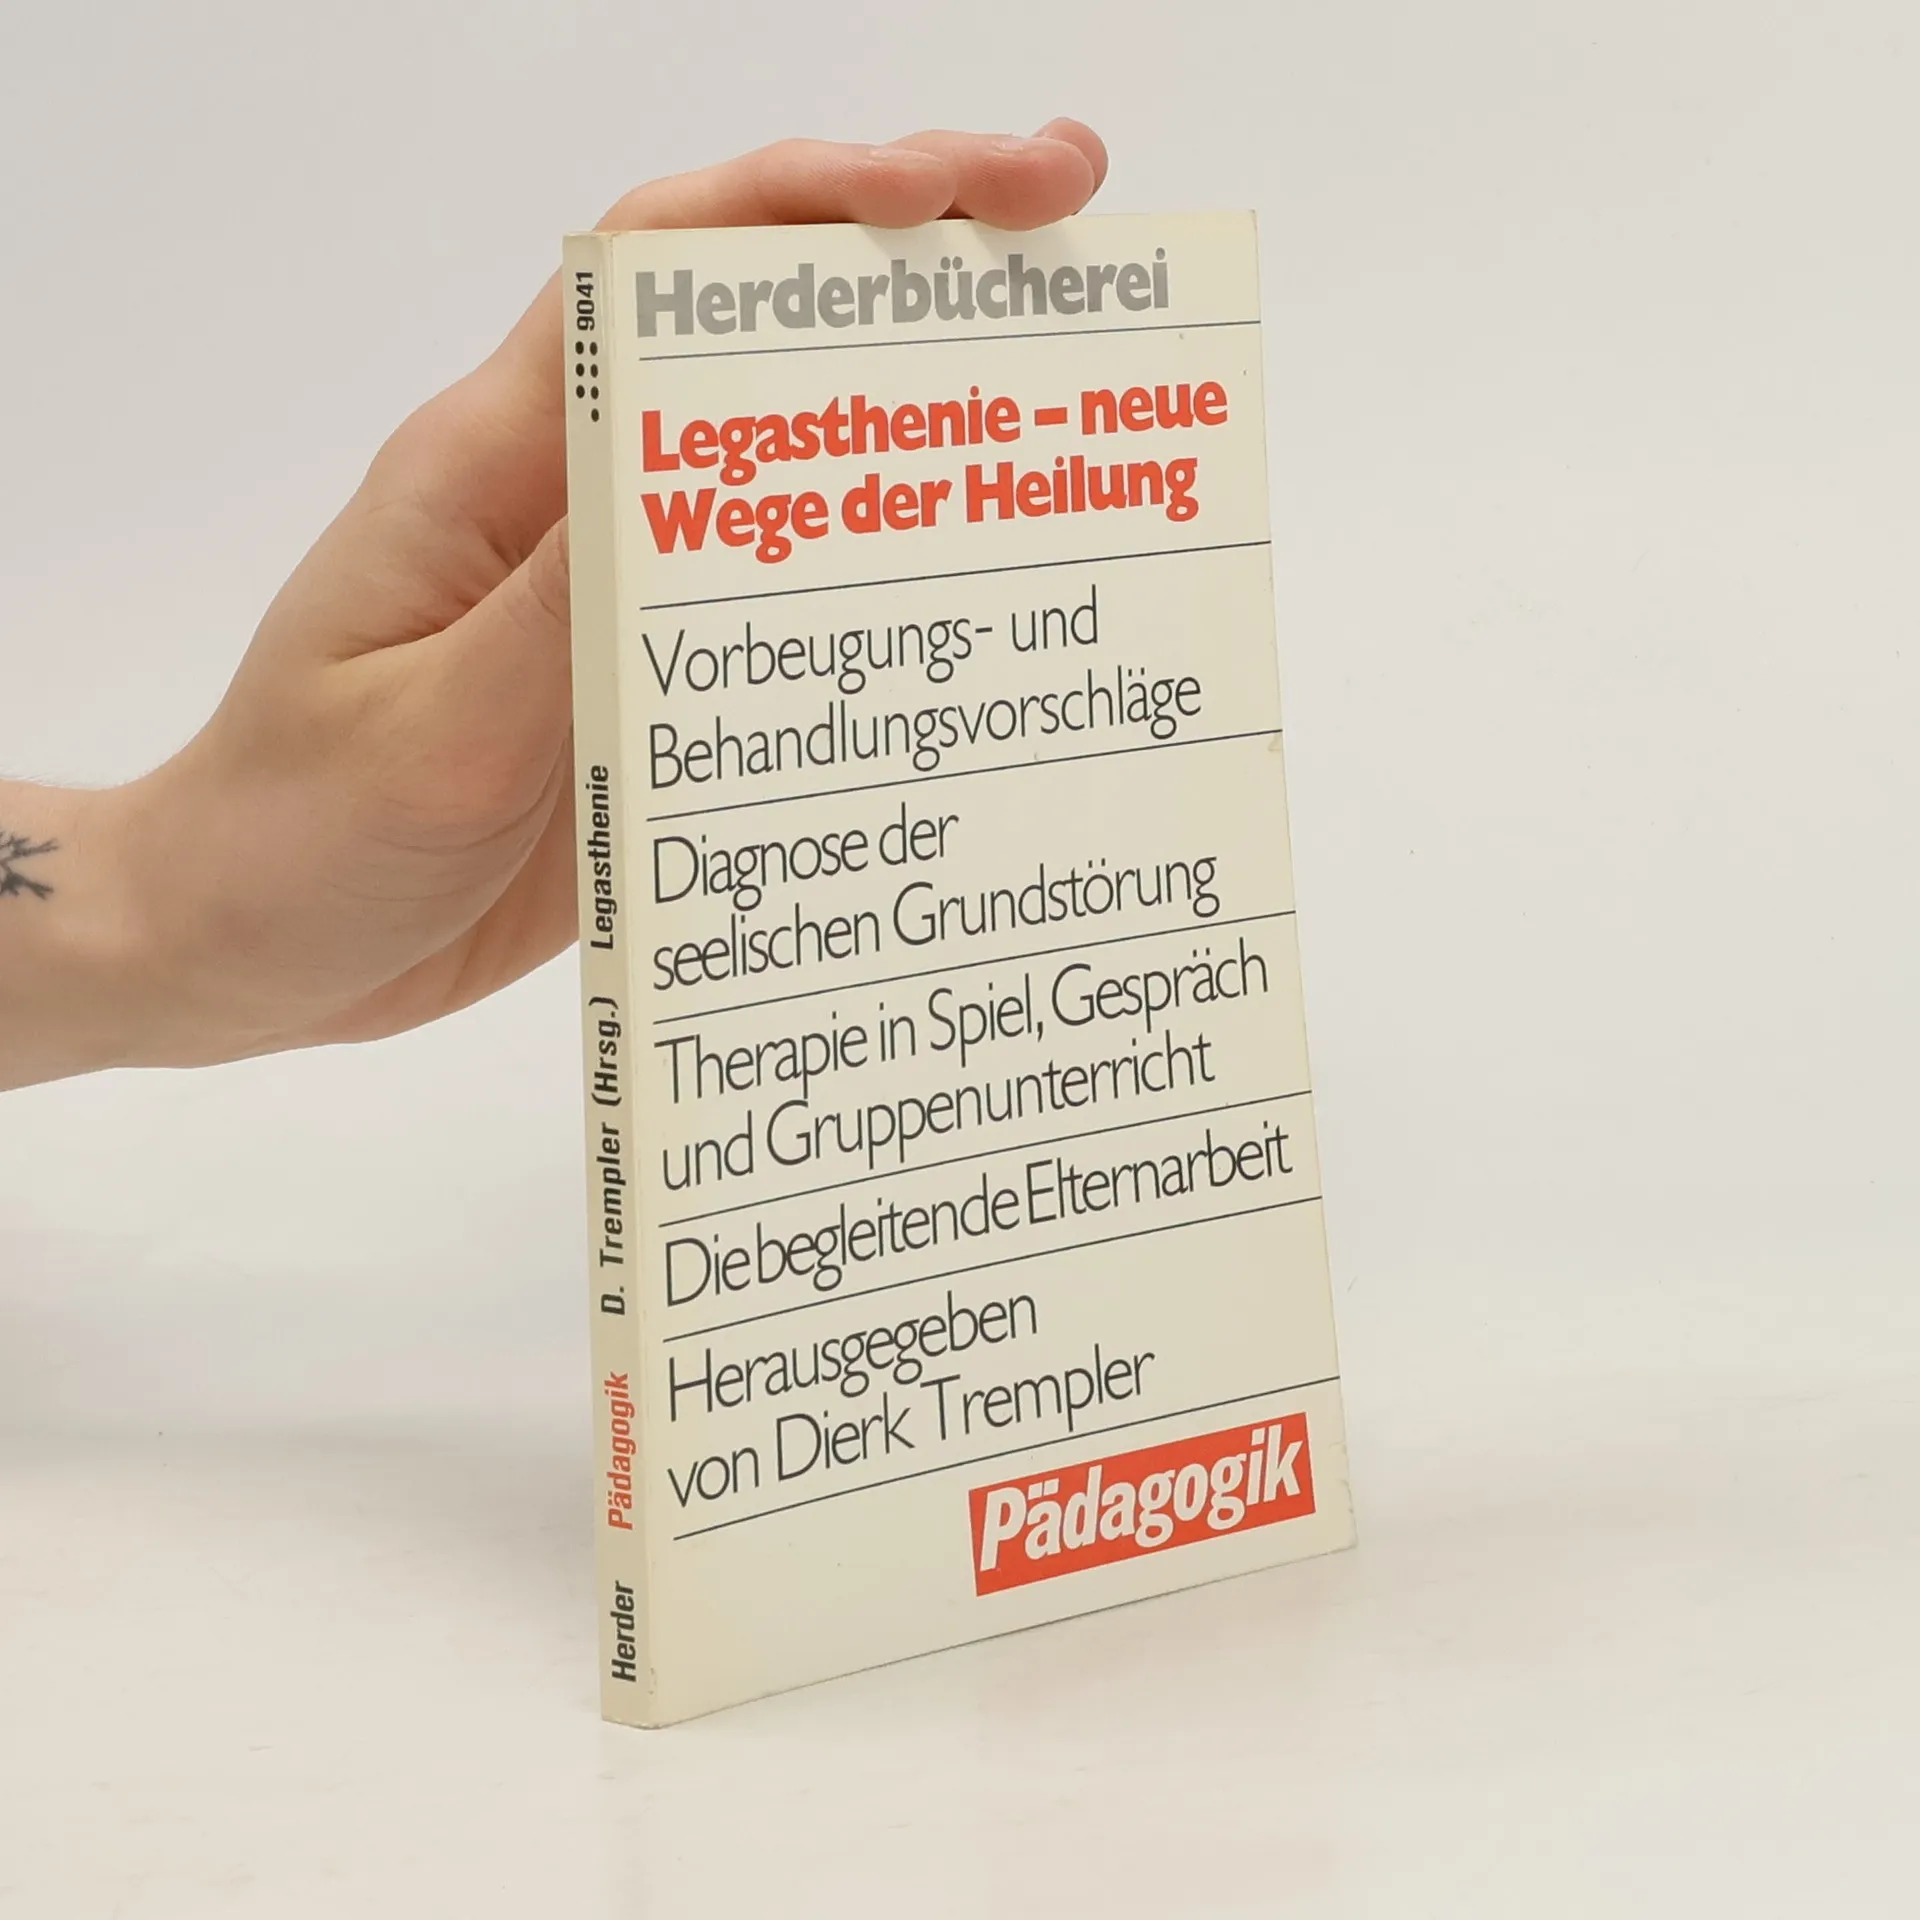 Herderbücherei
Legasthenie – neue
Wege der Heilung
Vorbeugungs- und
Behandlungsvorschläge
Diagnose der
seelischen Grundstörung
Therapie in Spiel, Gespräch
und Gruppenunterricht
Die begleitende Elternarbeit
Herausgegeben
von Dierk Trempler
Pädagogik
Herder Pädagogik D. Trempler (Hrsg.) Legasthenie 9041